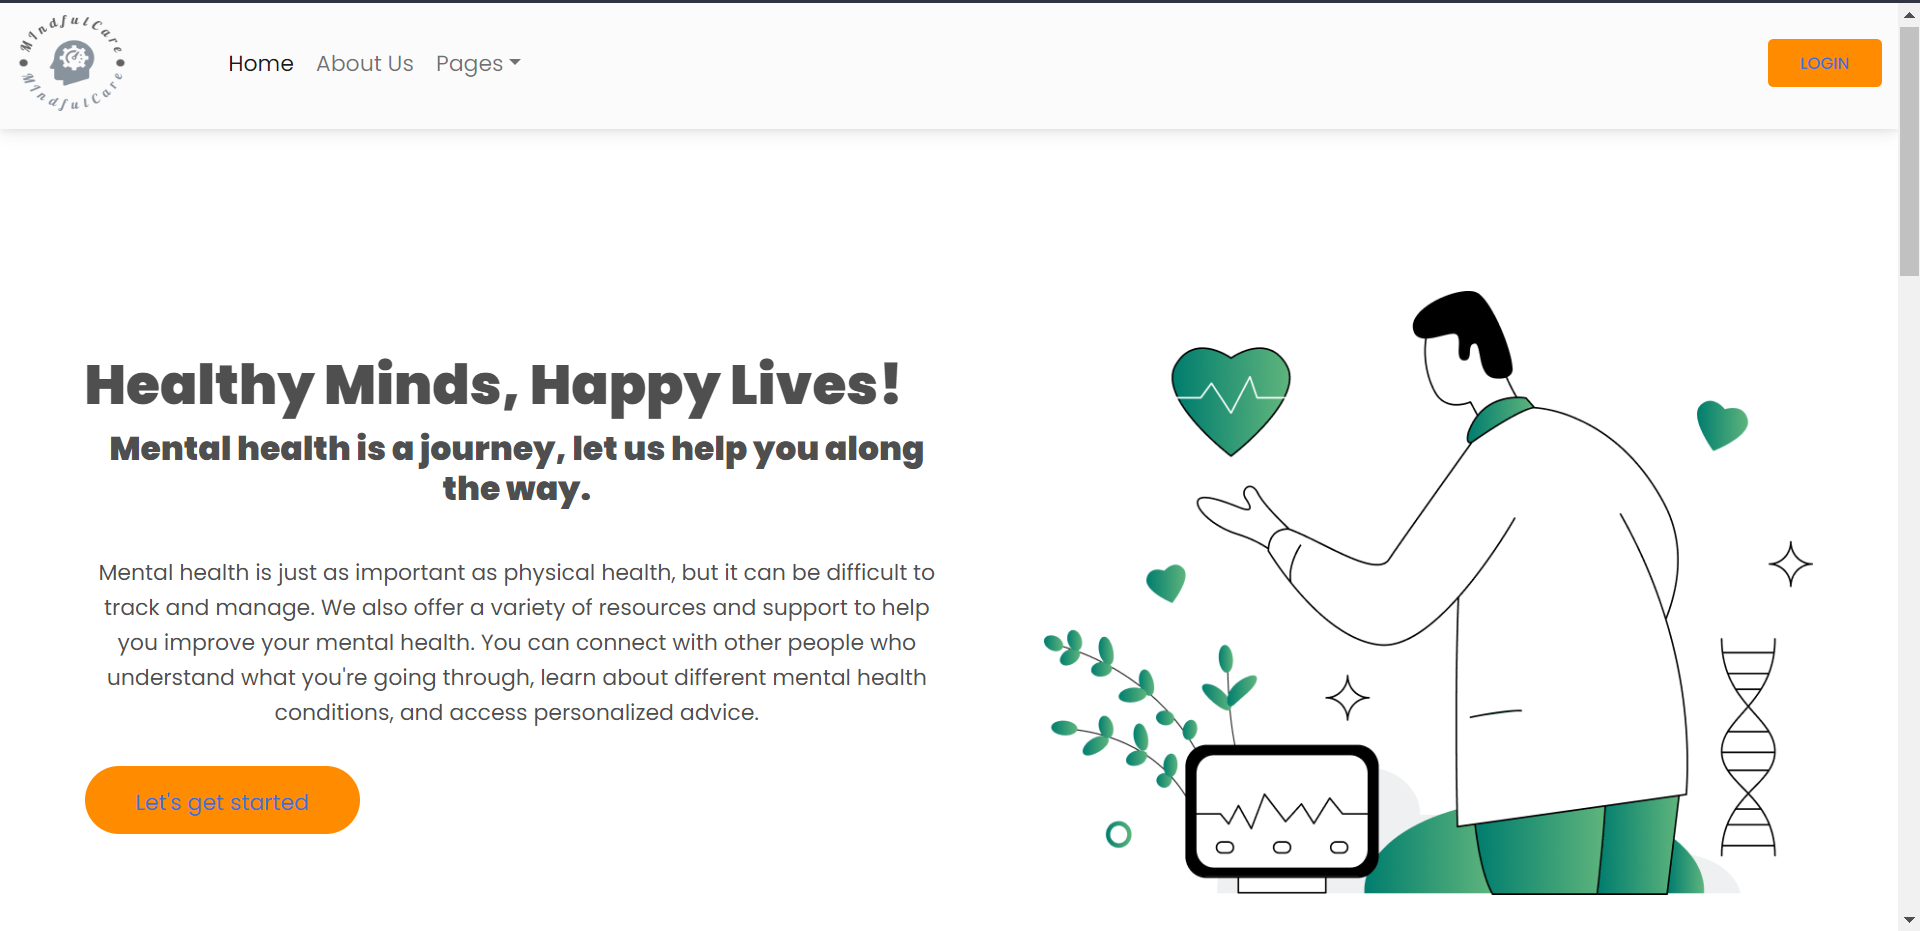 MIndfulCare
MIndfulCare
Home
About Us
Pages
LOGIN
Healthy Minds, Happy Lives!
Mental health is a journey, let us help you along
the way.
Mental health is just as important as physical health, but it can be difficult to
track and manage. We also offer a variety of resources and support to help
you improve your mental health. You can connect with other people who
understand what you're going through, learn about different mental health
conditions, and access personalized advice.
Let's get started